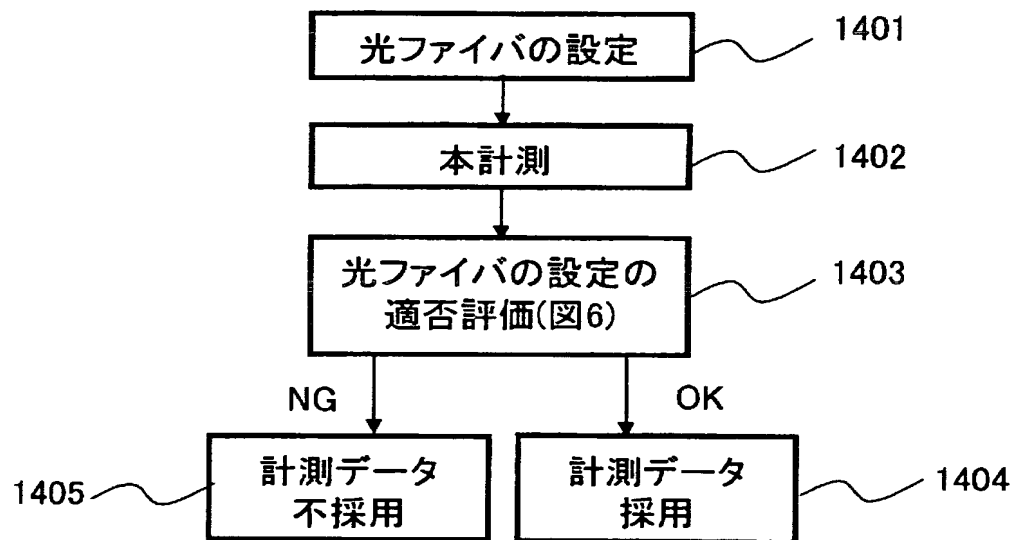 光ファイバの設定
1401
本計測
1402
光ファイバの設定の
適否評価(図6)
1403
NG
OK
計測データ
不採用
1405
計測データ
採用
1404